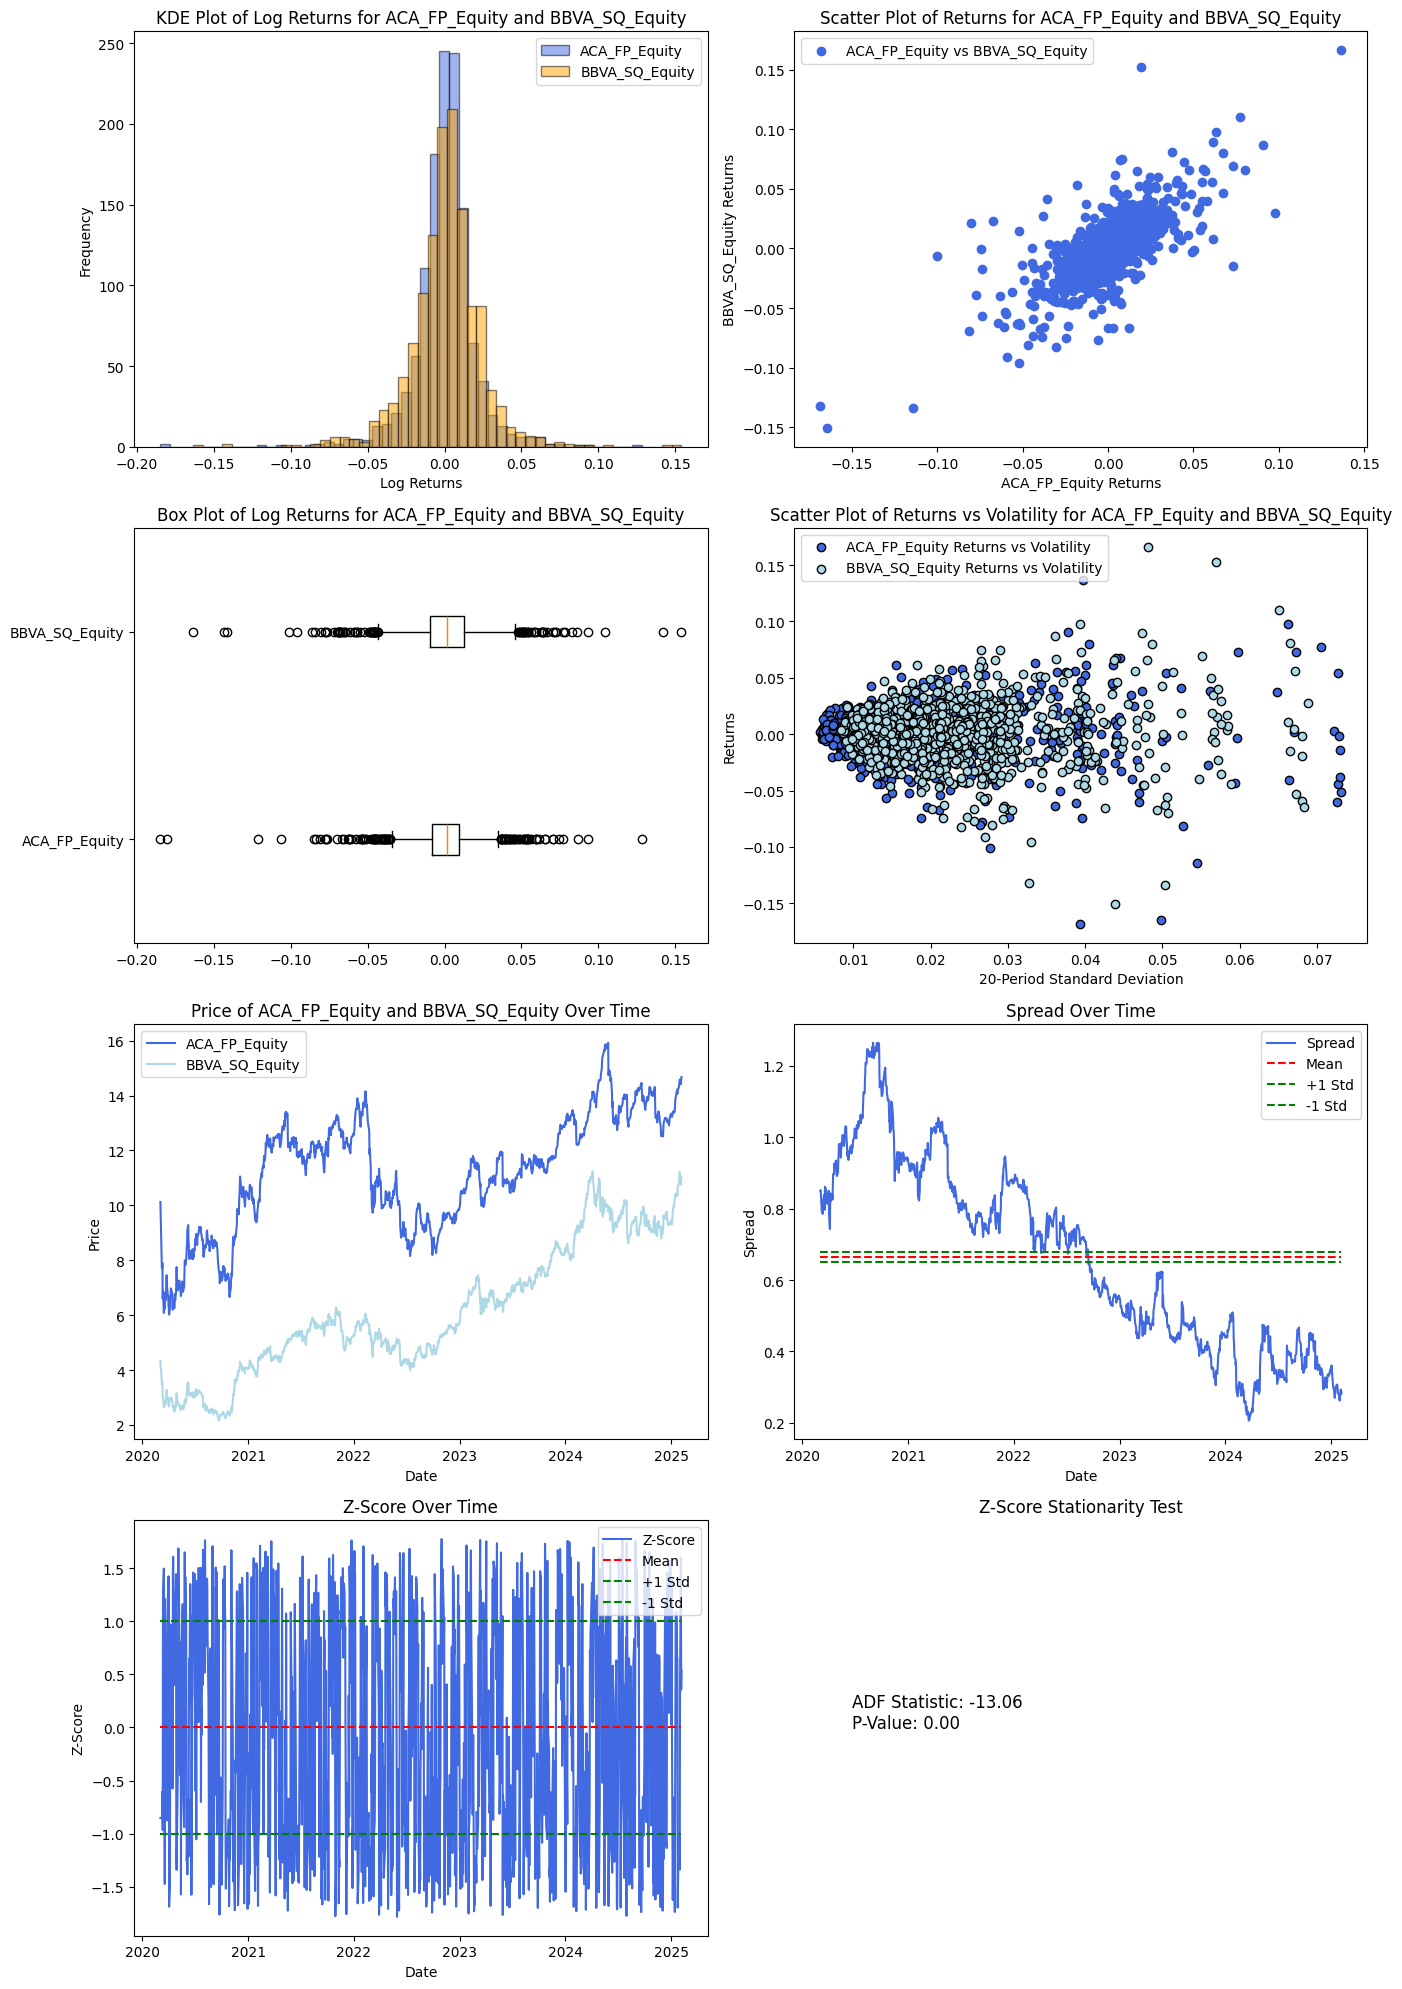 KDE Plot of Log Returns for ACA_FP_Equity and BBVA_SQ_Equity
ACA_FP_Equity
BBVA_SQ_Equity
250
200
150
100
50
0
Frequency
−0.20 −0.15 −0.10 −0.05 0.00 0.05 0.10 0.15
Log Returns
Scatter Plot of Returns for ACA_FP_Equity and BBVA_SQ_Equity
ACA_FP_Equity vs BBVA_SQ_Equity
0.15
0.10
0.05
0.00
−0.05
−0.10
−0.15
BBVA_SQ_Equity Returns
−0.15 −0.10 −0.05 0.00 0.05 0.10 0.15
ACA_FP_Equity Returns
Box Plot of Log Returns for ACA_FP_Equity and BBVA_SQ_Equity
BBVA_SQ_Equity
ACA_FP_Equity
−0.20 −0.15 −0.10 −0.05 0.00 0.05 0.10 0.15
Scatter Plot of Returns vs Volatility for ACA_FP_Equity and BBVA_SQ_Equity
ACA_FP_Equity Returns vs Volatility
BBVA_SQ_Equity Returns vs Volatility
0.15
0.10
0.05
0.00
−0.05
−0.10
−0.15
Returns
0.01 0.02 0.03 0.04 0.05 0.06 0.07
20-Period Standard Deviation
Price of ACA_FP_Equity and BBVA_SQ_Equity Over Time
ACA_FP_Equity
BBVA_SQ_Equity
16
14
12
10
8
6
4
2
Price
2020 2021 2022 2023 2024 2025
Date
Spread Over Time
Spread
Mean
+1 Std
-1 Std
1.2
1.0
0.8
0.6
0.4
0.2
Spread
2020 2021 2022 2023 2024 2025
Date
Z-Score Over Time
Z-Score
Mean
+1 Std
-1 Std
1.5
1.0
0.5
0.0
−0.5
−1.0
−1.5
Z-Score
2020 2021 2022 2023 2024 2025
Date
Z-Score Stationarity Test
ADF Statistic: -13.06
P-Value: 0.00